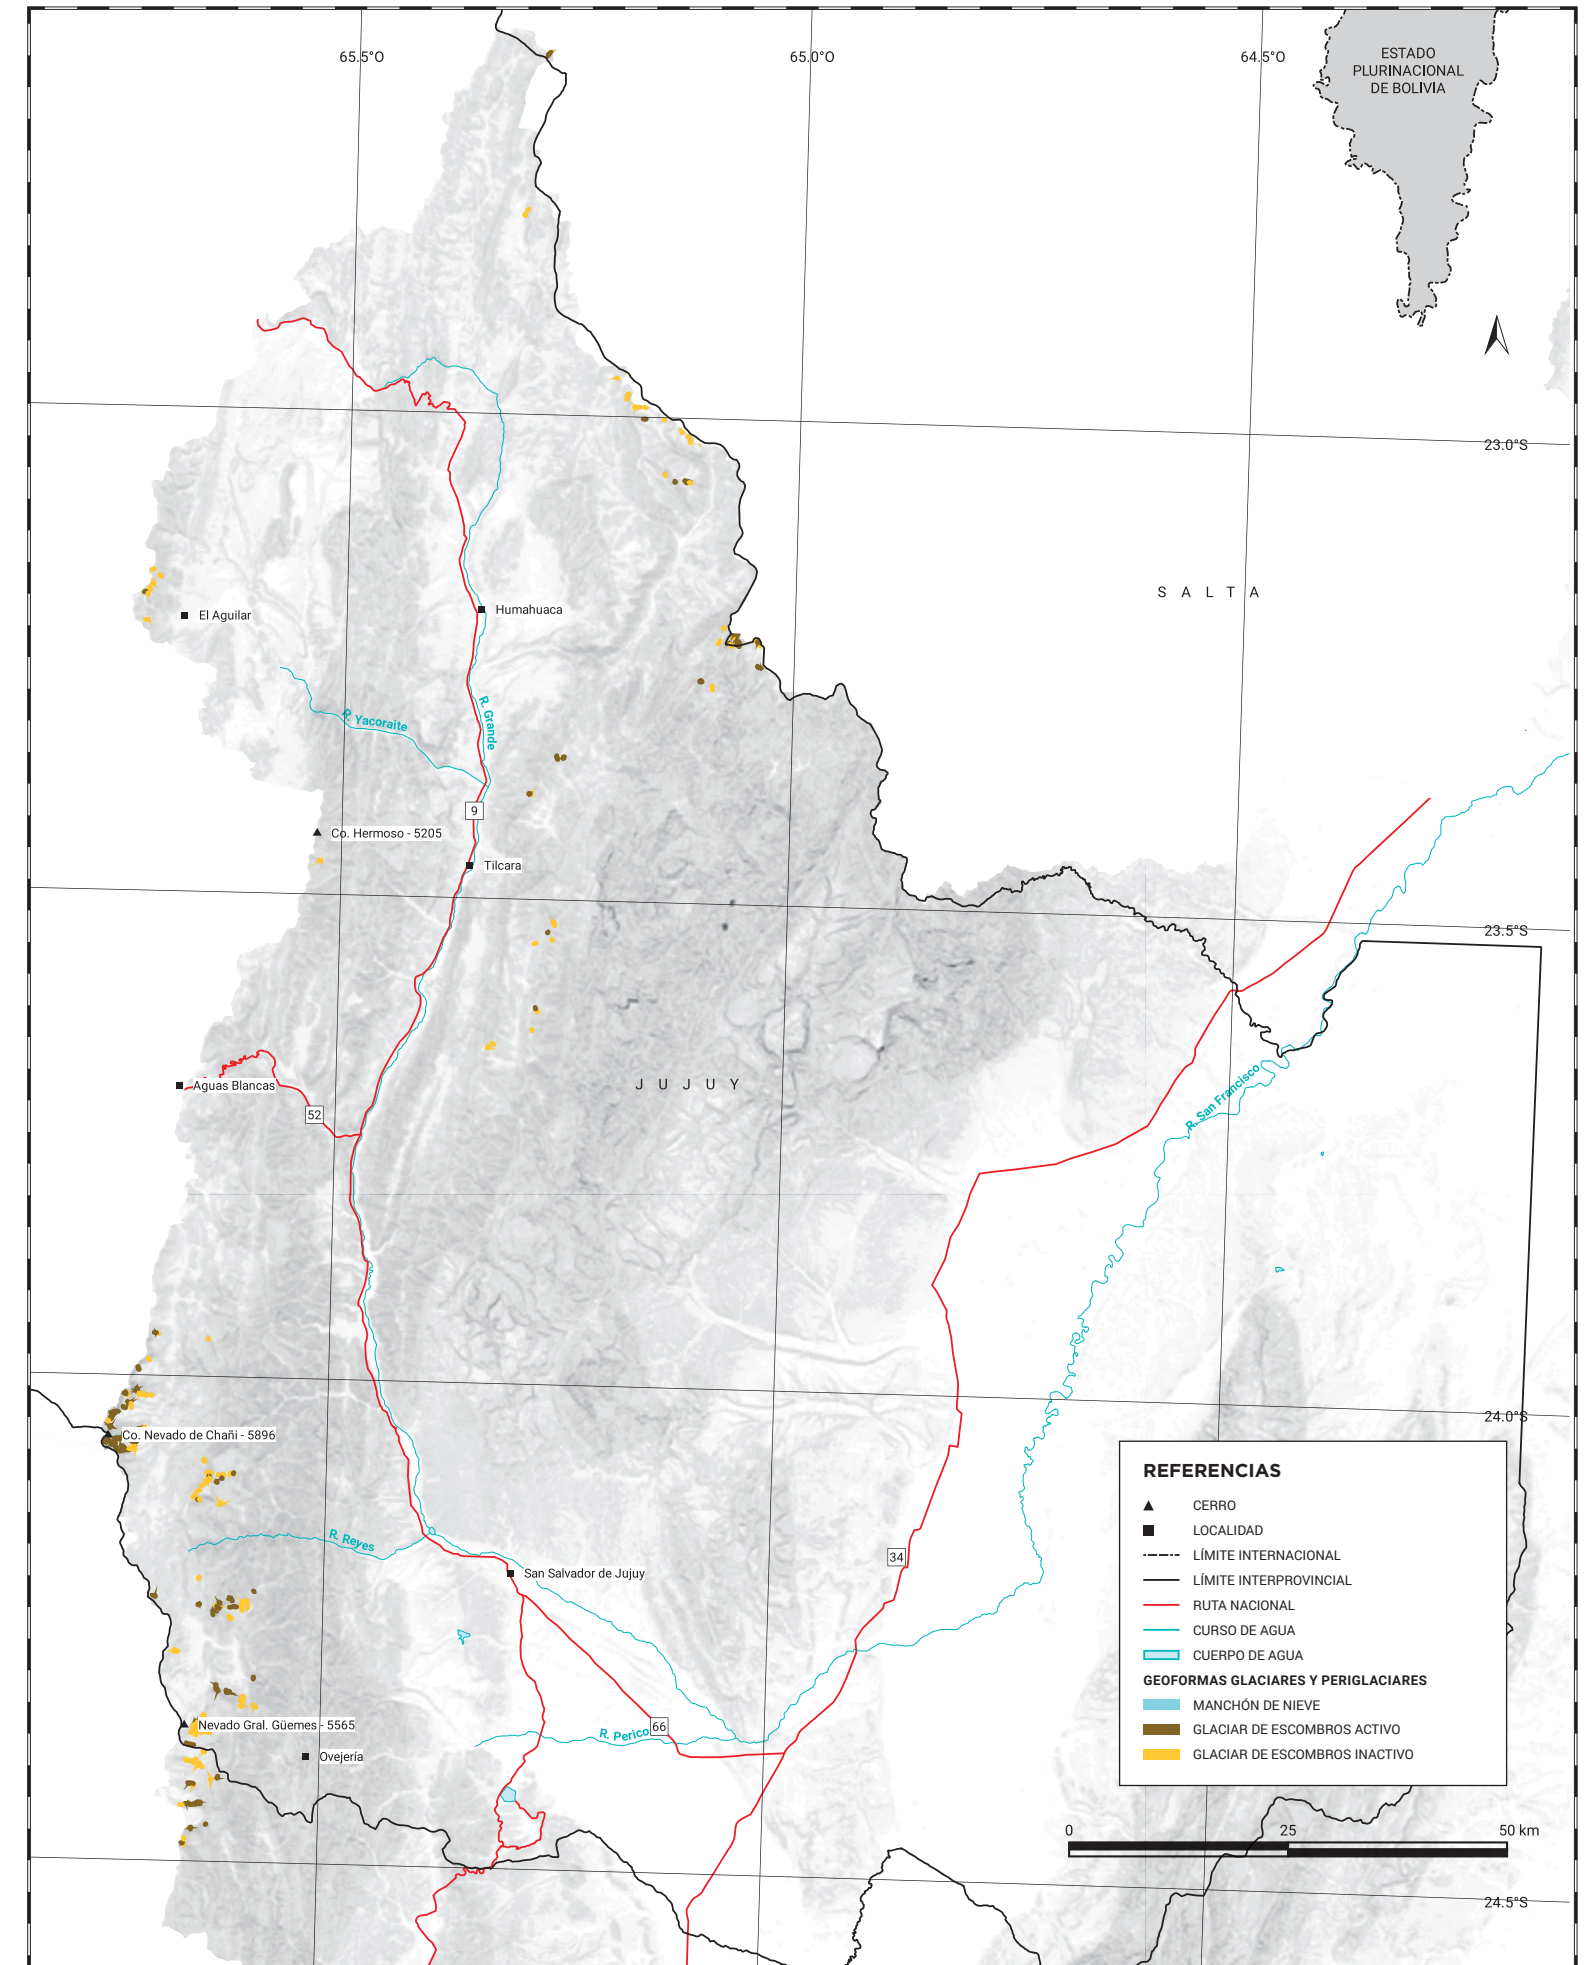 65.5°O
65.0°O
64.5°O
ESTADO
PLURINACIONAL
DE BOLIVIA
23.0°S
SALTA
El Aguilar
Humahuaca
R. Yacoraite
R. Grande
9
Co. Hermoso - 5205
Tilcara
23.5°S
JUJUY
Aguas Blancas
52
R. San Francisco
24.0°S
Co. Nevado de Chañi - 5896
R. Reyes
San Salvador de Jujuy
34
66
R. Perico
Nevado Gral. Güemes - 5565
Ovejería
REFERENCIAS
CERRO
LOCALIDAD
LÍMITE INTERNACIONAL
LÍMITE INTERPROVINCIAL
RUTA NACIONAL
CURSO DE AGUA
CUERPO DE AGUA
GEOFORMAS GLACIARES Y PERIGLACIARES
MANCHÓN DE NIEVE
GLACIAR DE ESCOMBROS ACTIVO
GLACIAR DE ESCOMBROS INACTIVO
0 25 50 km
24.5°S